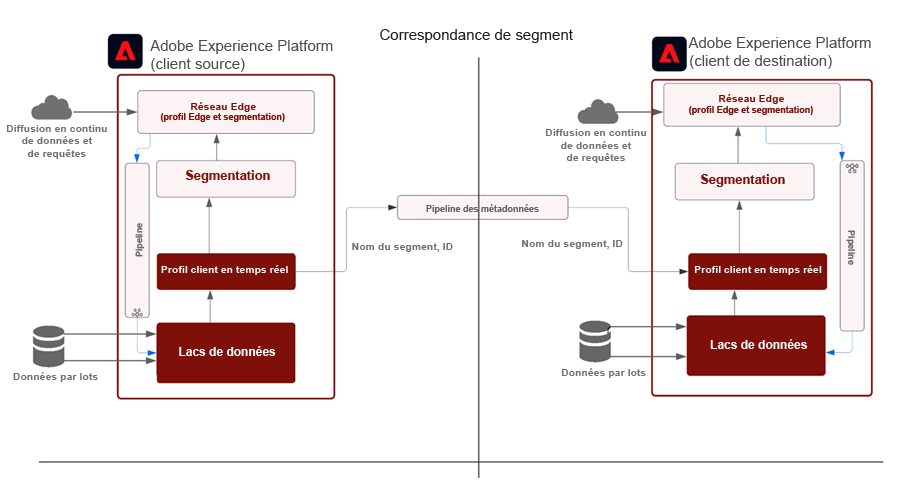 Correspondance de segment
Adobe Experience Platform
(client source)
Réseau Edge
(profil Edge et segmentation)
Diffusion en continu
de données et
de requêtes
Segmentation
Pipeline
Profil client en temps réel
Lacs de données
Données par lots
Nom du segment, ID
Pipeline des métadonnées
Nom du segment, ID
Adobe Experience Platform
(client de destination)
Réseau Edge
(profil Edge et segmentation)
Diffusion en continu
de données et
de requêtes
Segmentation
Pipeline
Profil client en temps réel
Lacs de données
Données par lots